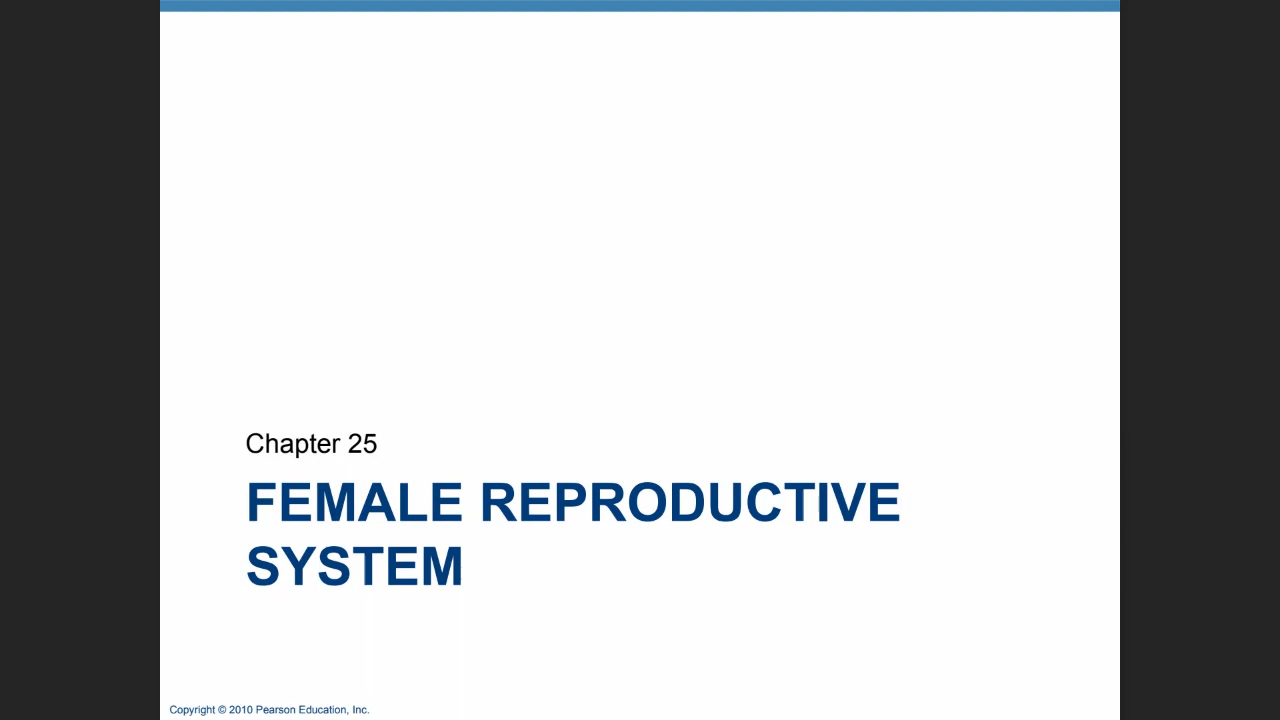 Chapter 25
FEMALE REPRODUCTIVE
SYSTEM
Copyright © 2010 Pearson Education, Inc.